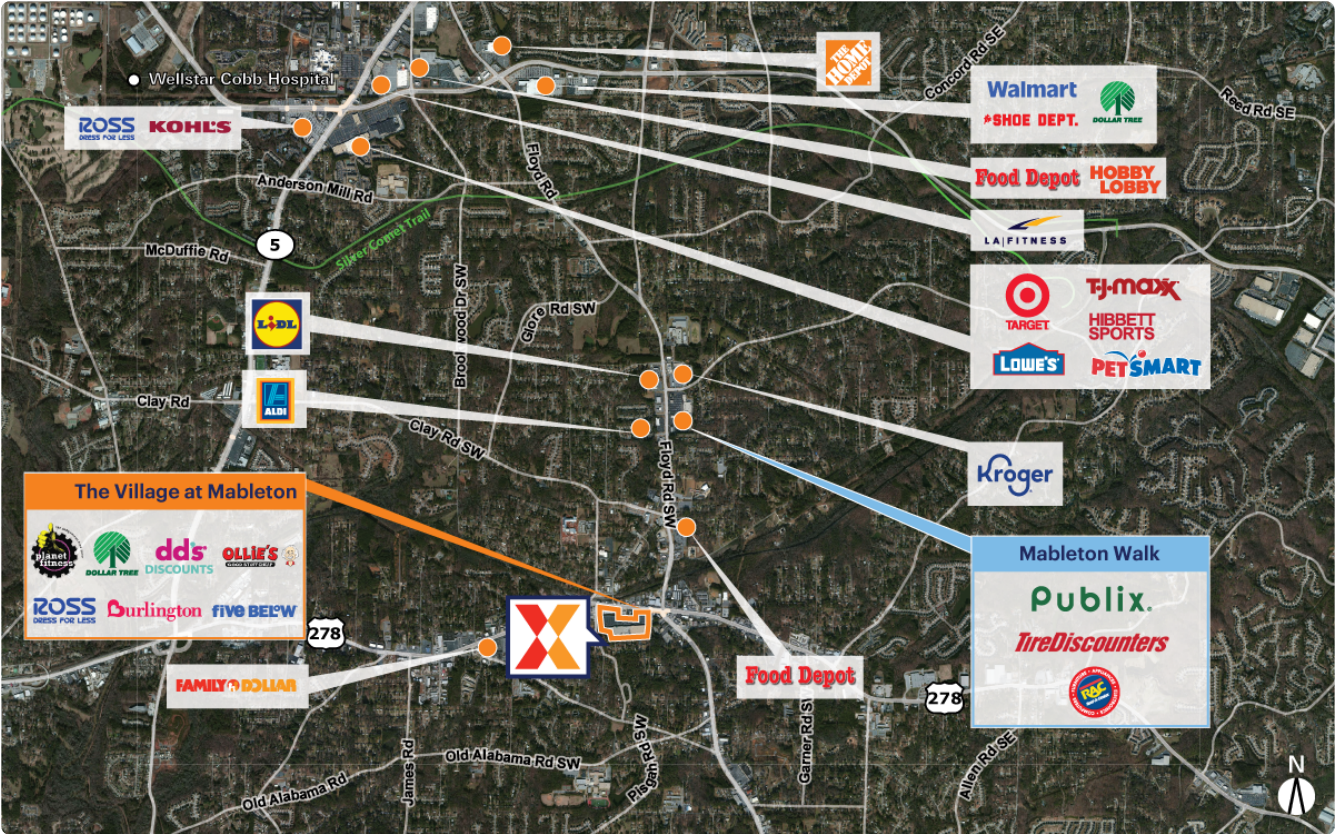 Wellstar Cobb Hospital
ROSS
DRESS FOR LESS
KOHL'S
THE
HOME
DEPOT
Concord Rd SE
Reed Rd SE
Walmart
SHOE DEPT.
DOLLAR TREE
Food Depot
HOBBY
LOBBY
LA|FITNESS
Floyd Rd
Anderson Mill Rd
Silver Comet Trail
5
McDuffie Rd
TARGET
T·J·maxx
HIBBETT
SPORTS
LOWE'S
PETSMART
LIDL
Glore Rd SW
Brookwood Dr SW
ALDI
Clay Rd
Clay Rd SW
Floyd Rd SW
Kroger
The Village at Mableton
planet
fitness
DOLLAR TREE
dd's
DISCOUNTS
OLLIE'S
GOOD STUFF CHEAP
ROSS
DRESS FOR LESS
Burlington
five BELOW
278
FAMILY DOLLAR
Mableton Walk
Publix.
TIREDISCOUNTERS
RAC
Food Depot
278
Old Alabama Rd SW
Old Alabama Rd
James Rd
Pisgah Rd SW
Garner Rd SW
Allen Rd SE
N